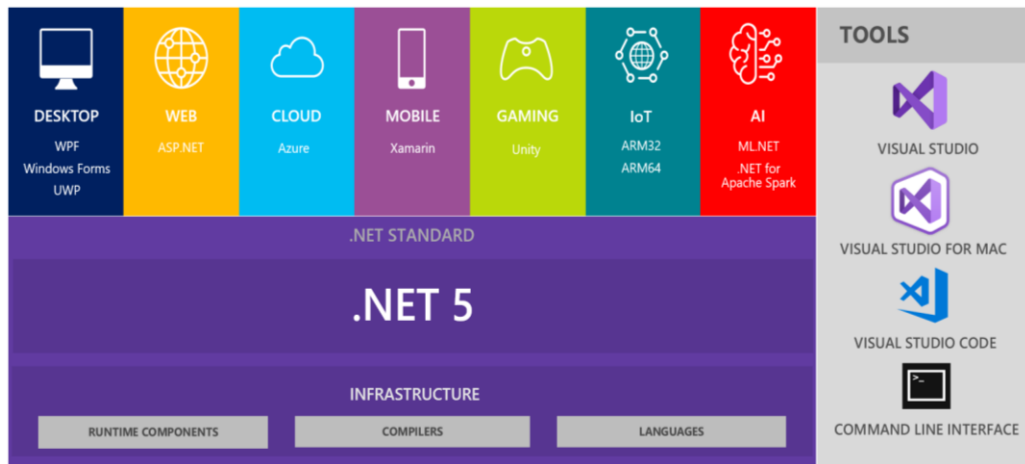 DESKTOP
WPF
Windows Forms
UWP
WEB
ASP.NET
CLOUD
Azure
MOBILE
Xamarin
GAMING
Unity
IoT
ARM32
ARM64
AI
ML.NET
.NET for
Apache Spark
.NET STANDARD
.NET 5
INFRASTRUCTURE
RUNTIME COMPONENTS
COMPILERS
LANGUAGES
TOOLS
VISUAL STUDIO
VISUAL STUDIO FOR MAC
VISUAL STUDIO CODE
>_
COMMAND LINE INTERFACE